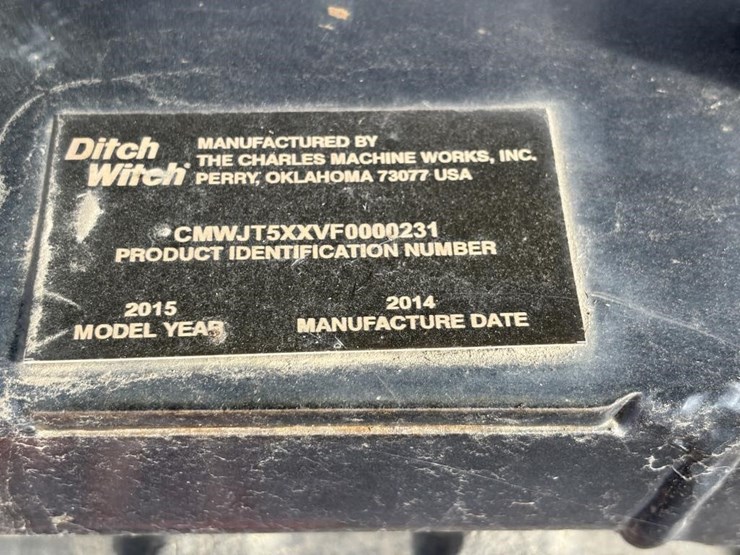 Ditch Witch
MANUFACTURED BY
THE CHARLES MACHINE WORKS, INC.
PERRY, OKLAHOMA 73077 USA
CMWJT5XXVF0000231
PRODUCT IDENTIFICATION NUMBER
2015
MODEL YEAR
2014
MANUFACTURE DATE